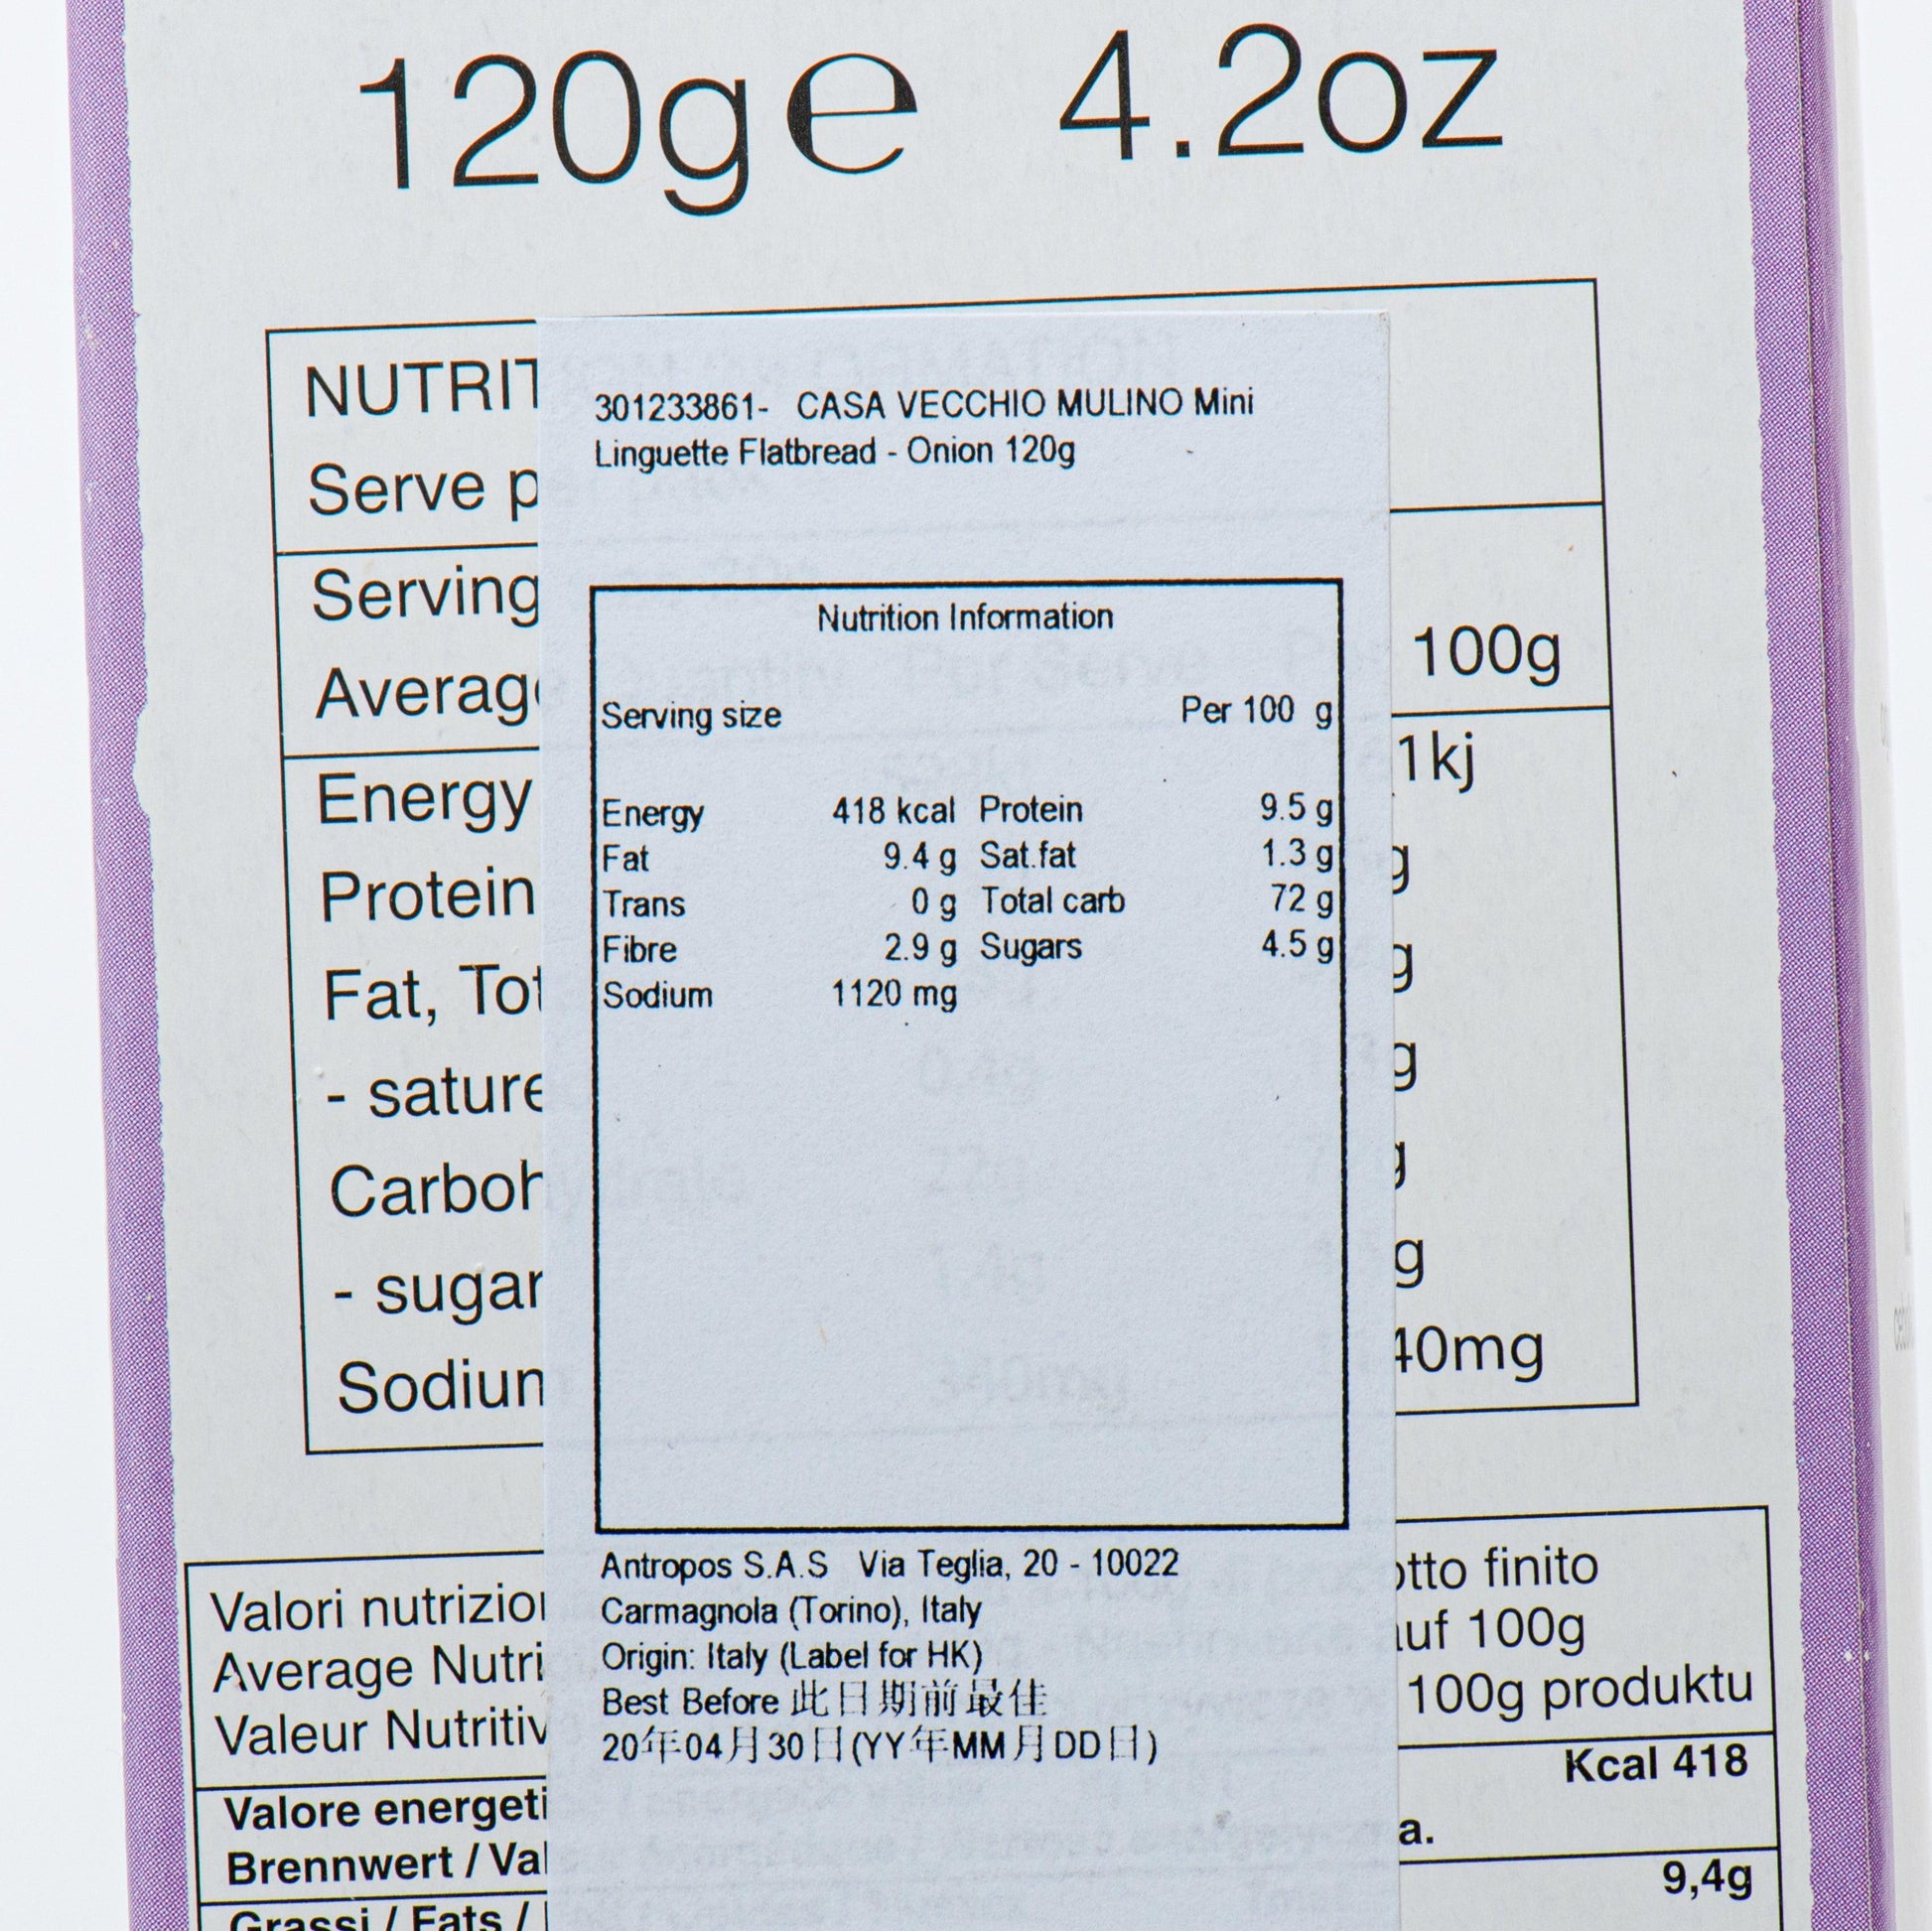 120g e 4.2oz
NUTRIT
Serve p
Serving
Averag
100g
Energy
1kj
Protein
g
Fat, Tot
g
- sature
g
Carboh
g
- sugar
g
Sodium
40mg
301233861- CASA VECCHIO MULINO Mini
Linguette Flatbread - Onion 120g
Nutrition Information
Serving size Per 100 g
Energy 418 kcal Protein 9.5 g
Fat 9.4 g Sat.fat 1.3 g
Trans 0 g Total carb 72 g
Fibre 2.9 g Sugars 4.5 g
Sodium 1120 mg
Antropos S.A.S Via Teglia, 20 - 10022
Carmagnola (Torino), Italy
Origin: Italy (Label for HK)
Best Before 此日期前最佳
20年04月30日(YY年MM月DD日)
Valori nutrizio
otto finito
Average Nutri
auf 100g
Valeur Nutritiv
100g produktu
Valore energeti
Kcal 418
Brennwert / Val
a.
Grassi / Fats /
9,4g